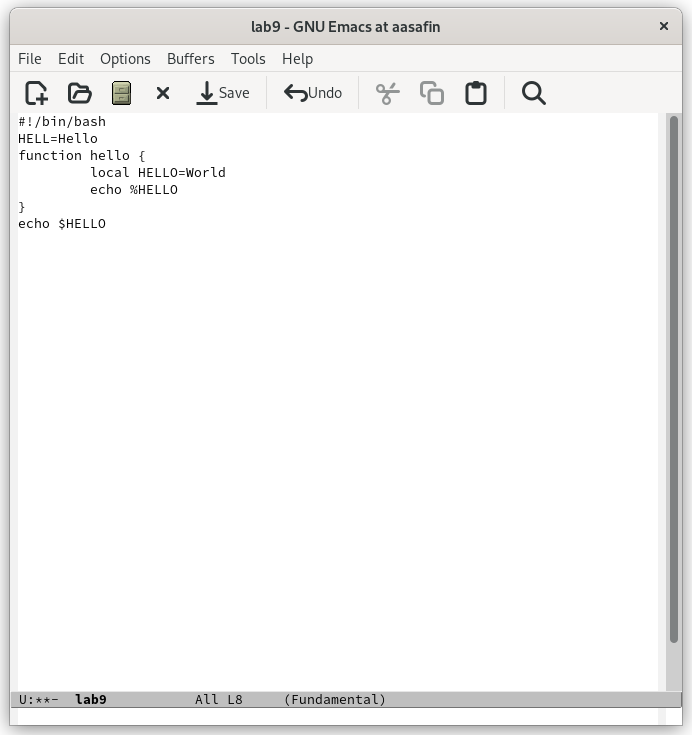 lab9 - GNU Emacs at aasafin
File Edit Options Buffers Tools Help
Save Undo
#!/bin/bash
HELL=Hello
function hello {
         local HELLO=World
         echo %HELLO
}
echo $HELLO
U:**-  lab9           All L8     (Fundamental)